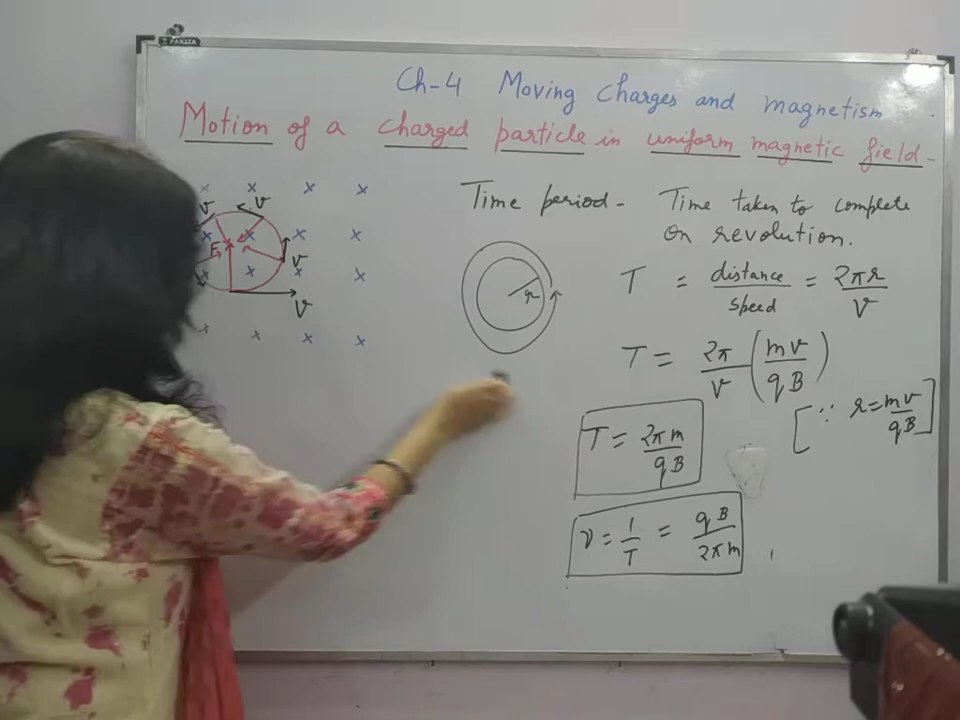 PAKLIA
Ch-4 Moving Charges and magnetism
Motion of a charged particle in uniform magnetic field-
x x x x
v v
x x x x
F v
x x x
v
v
x x x x
Time period - Time taken to complete
on revolution.
r
T = distance/speed = 2πr/v
T = 2π/v (mv/qB)
[∵ r = mv/qB]
T = 2πm/qB
ν = 1/T = qB/2πm